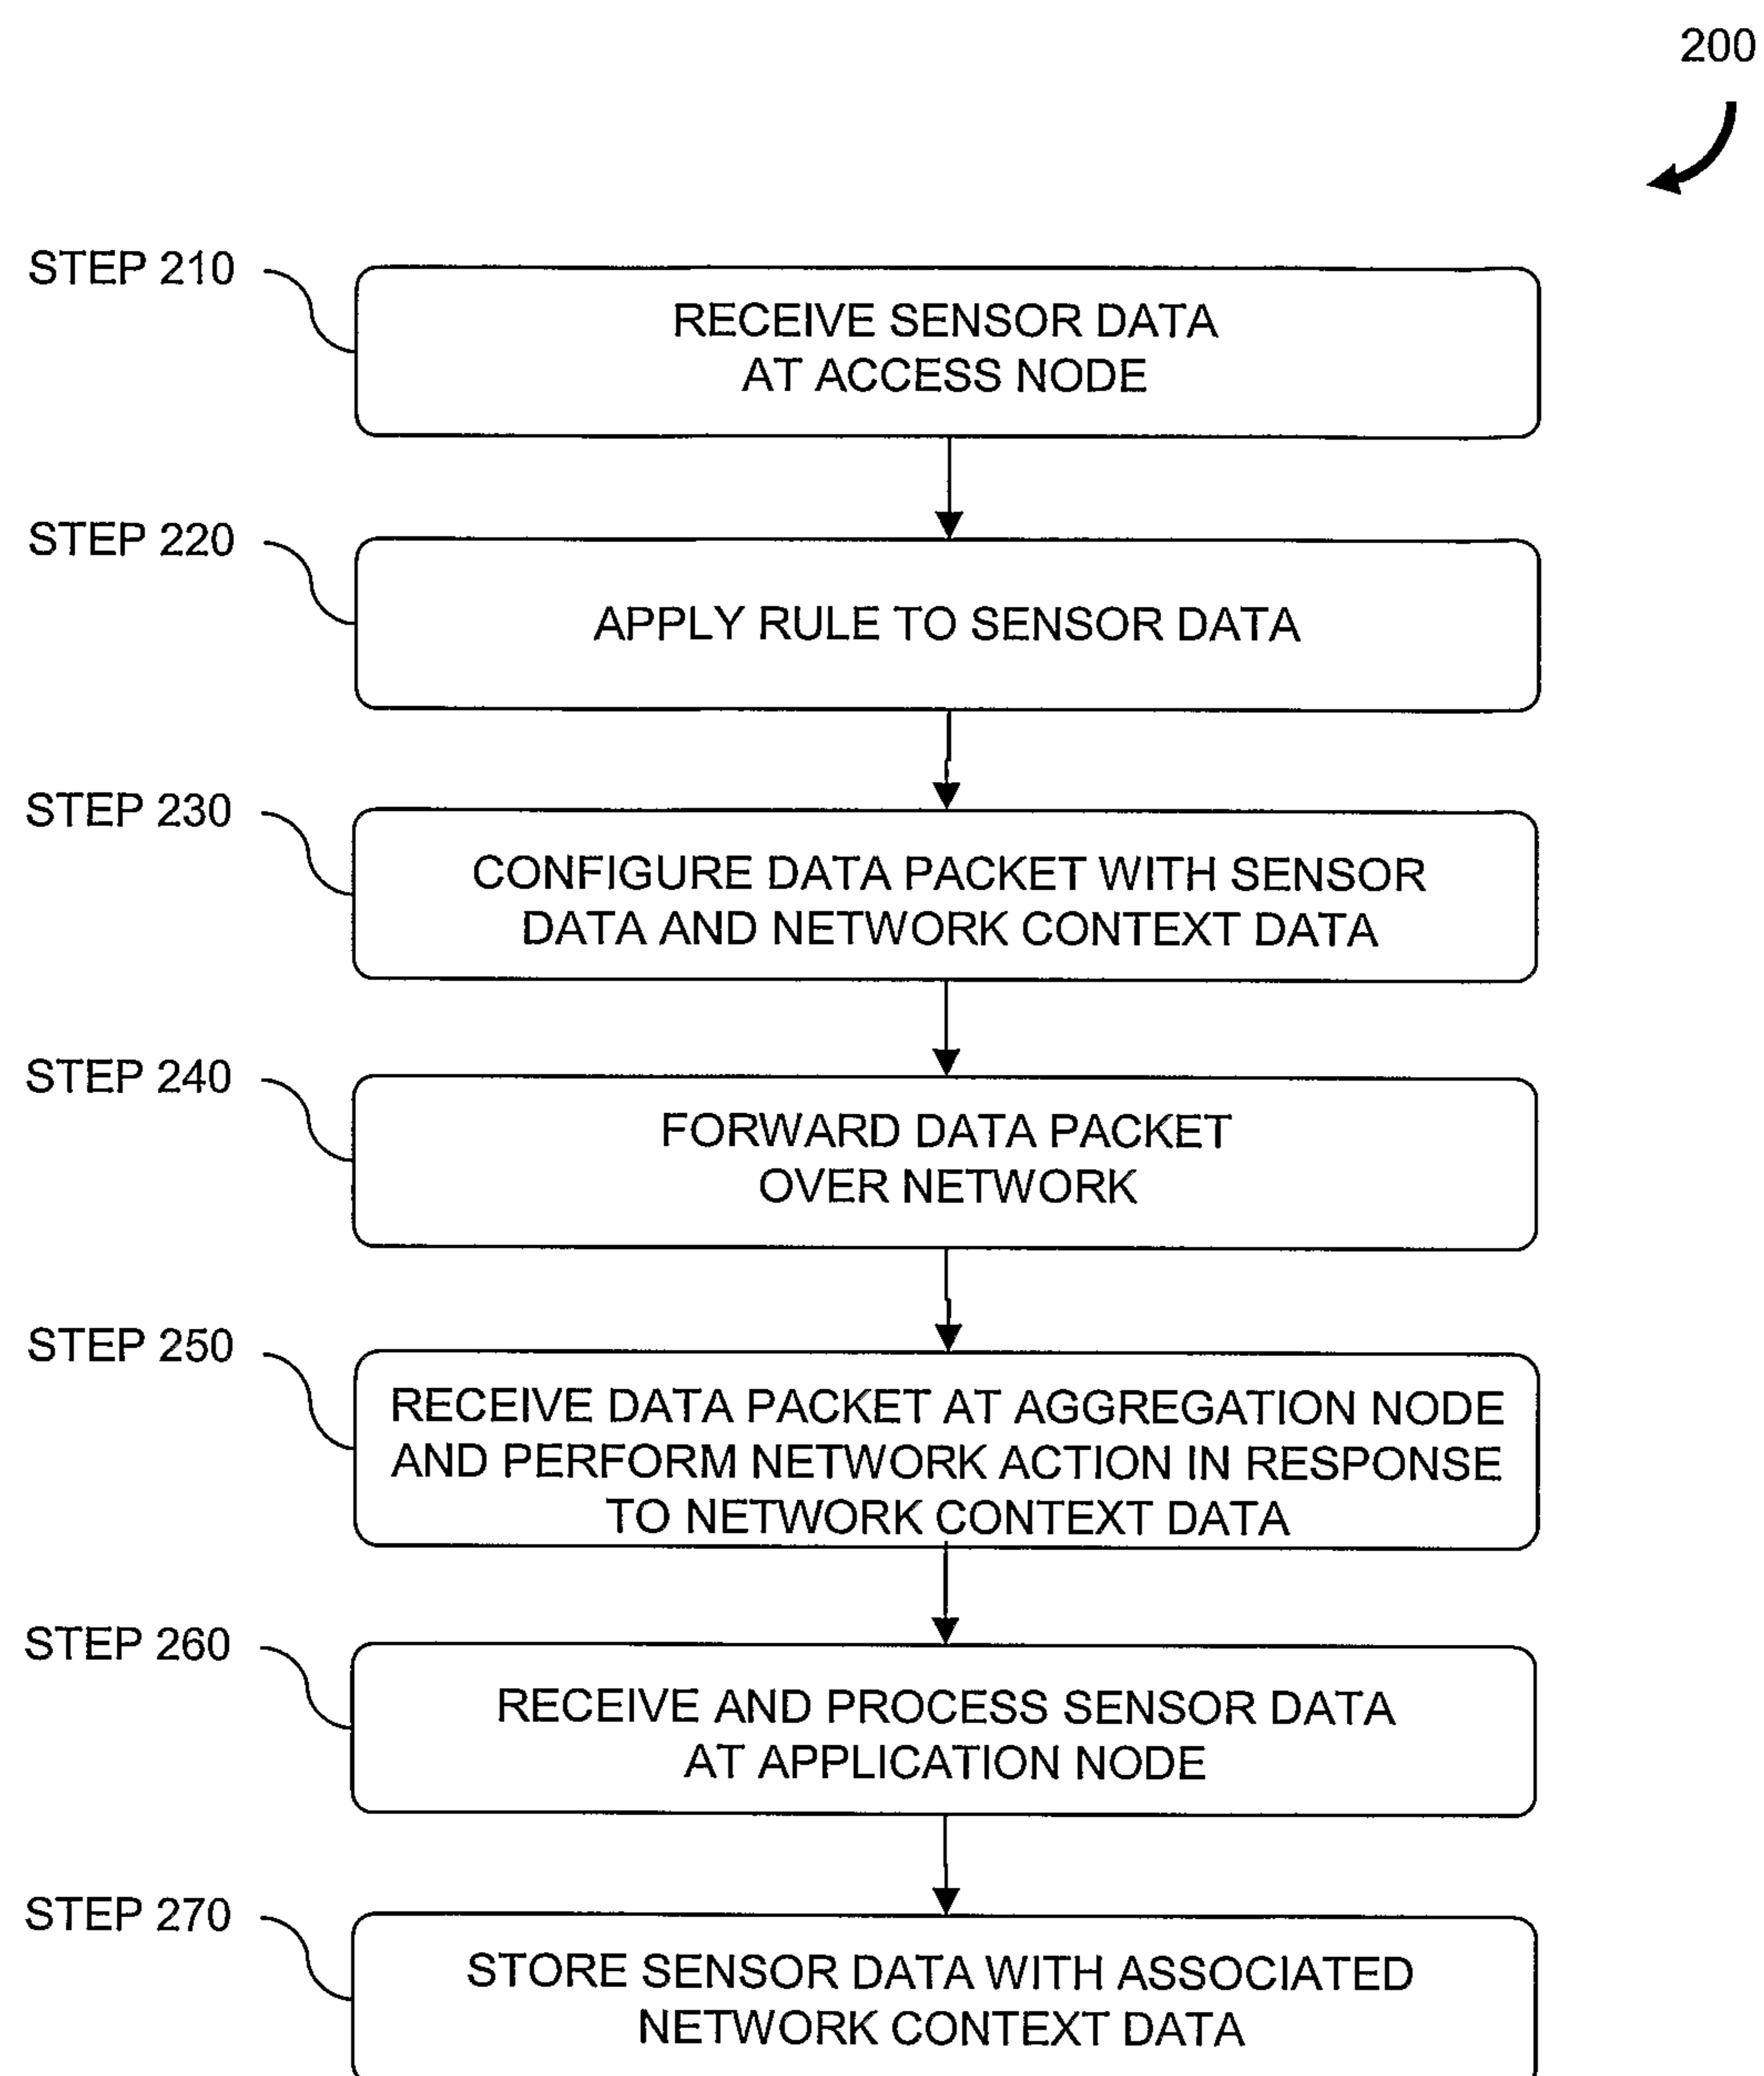 200
STEP 210
RECEIVE SENSOR DATA
AT ACCESS NODE
STEP 220
APPLY RULE TO SENSOR DATA
STEP 230
CONFIGURE DATA PACKET WITH SENSOR
DATA AND NETWORK CONTEXT DATA
STEP 240
FORWARD DATA PACKET
OVER NETWORK
STEP 250
RECEIVE DATA PACKET AT AGGREGATION NODE
AND PERFORM NETWORK ACTION IN RESPONSE
TO NETWORK CONTEXT DATA
STEP 260
RECEIVE AND PROCESS SENSOR DATA
AT APPLICATION NODE
STEP 270
STORE SENSOR DATA WITH ASSOCIATED
NETWORK CONTEXT DATA